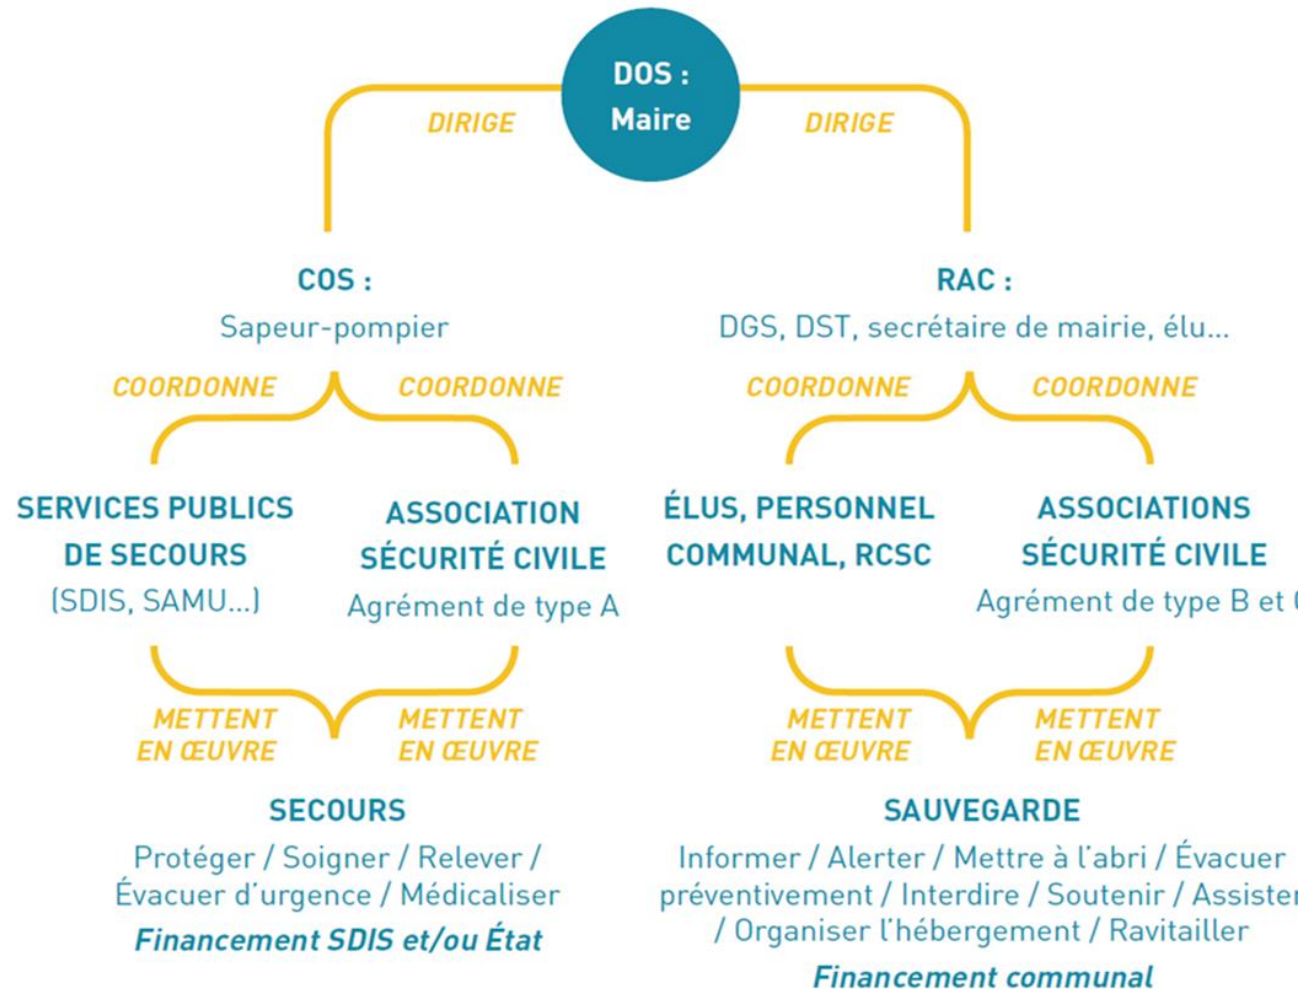 DOS :
Maire
DIRIGE
DIRIGE
COS :
Sapeur-pompier
COORDONNE
COORDONNE
SERVICES PUBLICS
DE SECOURS
(SDIS, SAMU...)
ASSOCIATION
SÉCURITÉ CIVILE
Agrément de type A
METTENT
EN ŒUVRE
METTENT
EN ŒUVRE
SECOURS
Protéger / Soigner / Relever /
Évacuer d'urgence / Médicaliser
Financement SDIS et/ou État
RAC :
DGS, DST, secrétaire de mairie, élu...
COORDONNE
COORDONNE
ÉLUS, PERSONNEL
COMMUNAL, RCSC
ASSOCIATIONS
SÉCURITÉ CIVILE
Agrément de type B et
METTENT
EN ŒUVRE
METTENT
EN ŒUVRE
SAUVEGARDE
Informer / Alerter / Mettre à l'abri / Évacuer
préventivement / Interdire / Soutenir / Assister
/ Organiser l'hébergement / Ravitailler
Financement communal